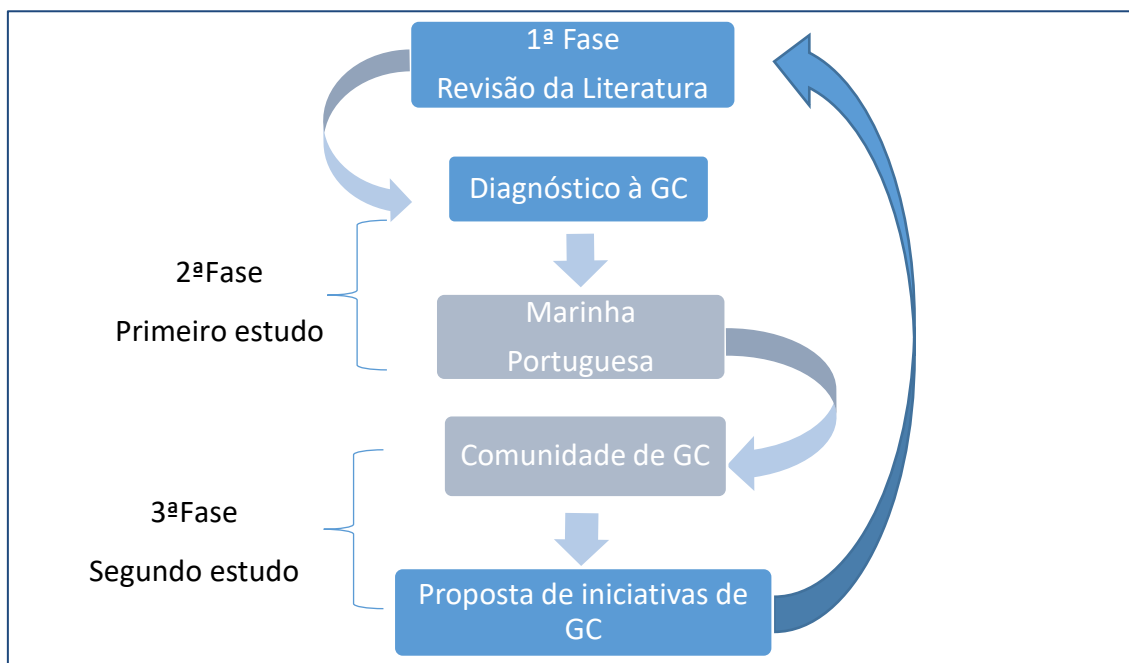 1ª Fase
Revisão da Literatura
Diagnóstico à GC
2ªFase
Primeiro estudo
Marinha
Portuguesa
Comunidade de GC
3ªFase
Segundo estudo
Proposta de iniciativas de
GC